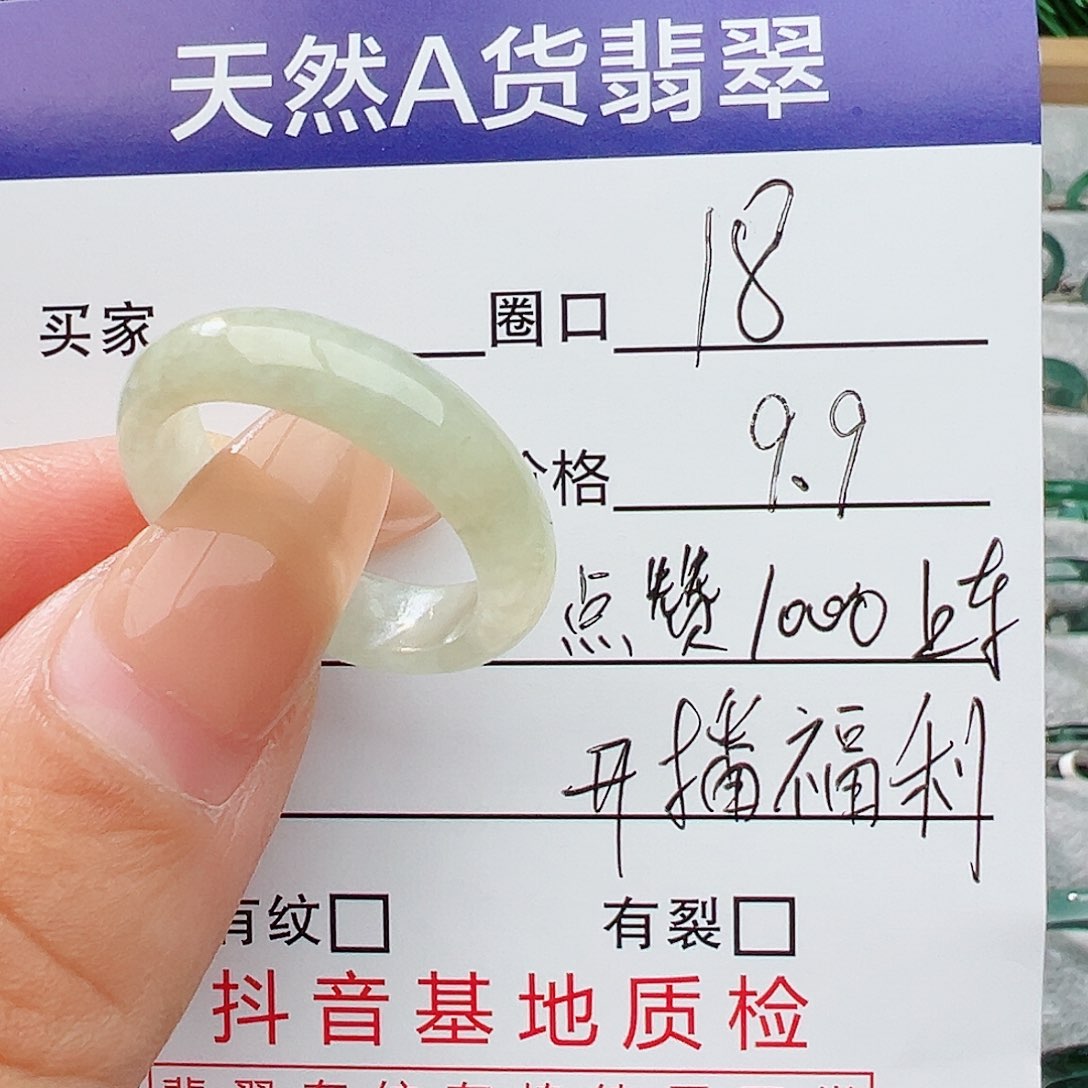 天然A货翡翠
买家 圈口 18
价格 9.9
点赞1000上车
开播福利
有纹□ 有裂□
抖音基地质检